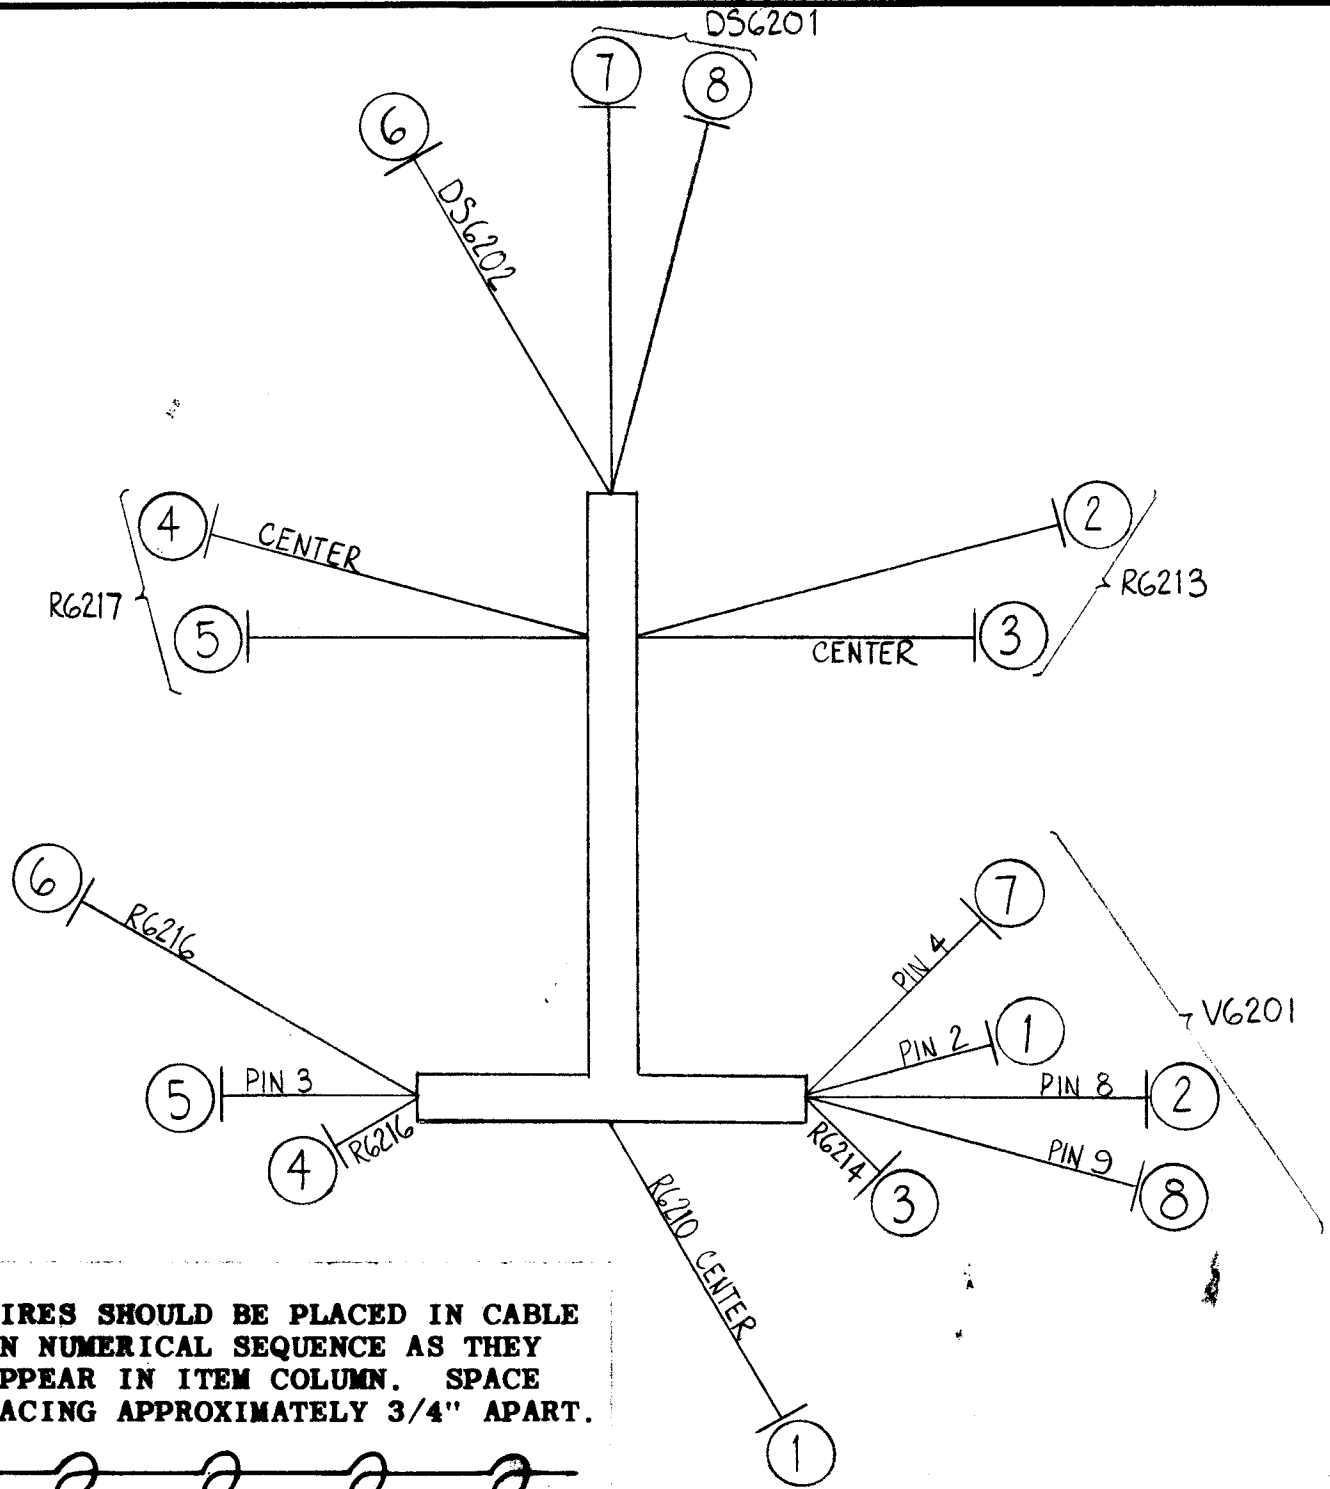 DS6201
7
8
6
DS6202
4
CENTER
2
R6217
R6213
5
CENTER
3
6
R6216
7
PIN 4
V6201
PIN 2
1
5
PIN 3
PIN 8
2
R6216
4
R6214
3
PIN 9
8
R6210 CENTER
1
IRES SHOULD BE PLACED IN CABLE
N NUMERICAL SEQUENCE AS THEY
PPEAR IN ITEM COLUMN. SPACE
ACING APPROXIMATELY 3/4" APART.